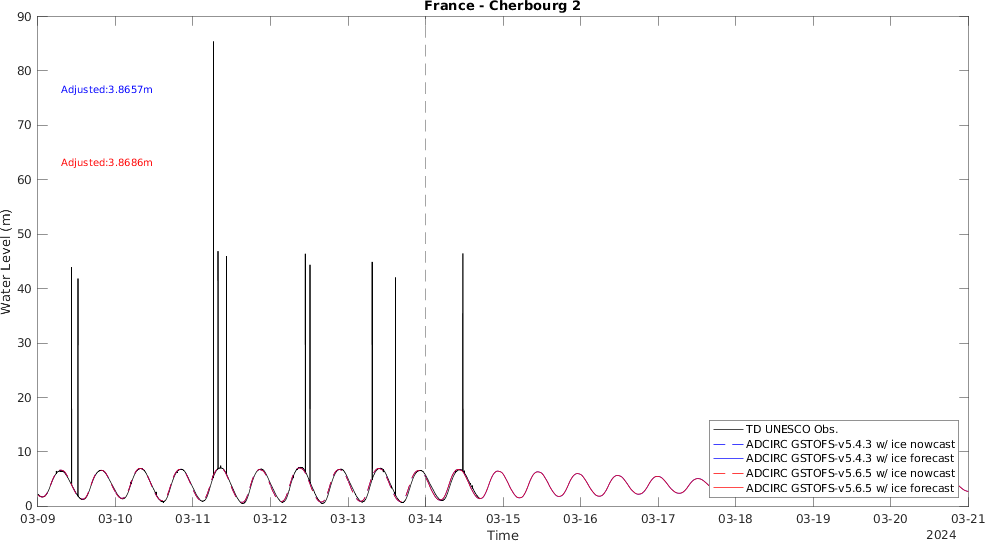 France - Cherbourg 2
90
80
70
60
50
40
30
20
10
0
Water Level (m)
Adjusted:3.8657m
Adjusted:3.8686m
TD UNESCO Obs.
ADCIRC GSTOFS-v5.4.3 w/ ice nowcast
ADCIRC GSTOFS-v5.4.3 w/ ice forecast
ADCIRC GSTOFS-v5.6.5 w/ ice nowcast
ADCIRC GSTOFS-v5.6.5 w/ ice forecast
03-09 03-10 03-11 03-12 03-13 03-14 03-15 03-16 03-17 03-18 03-19 03-20 03-21
Time
2024